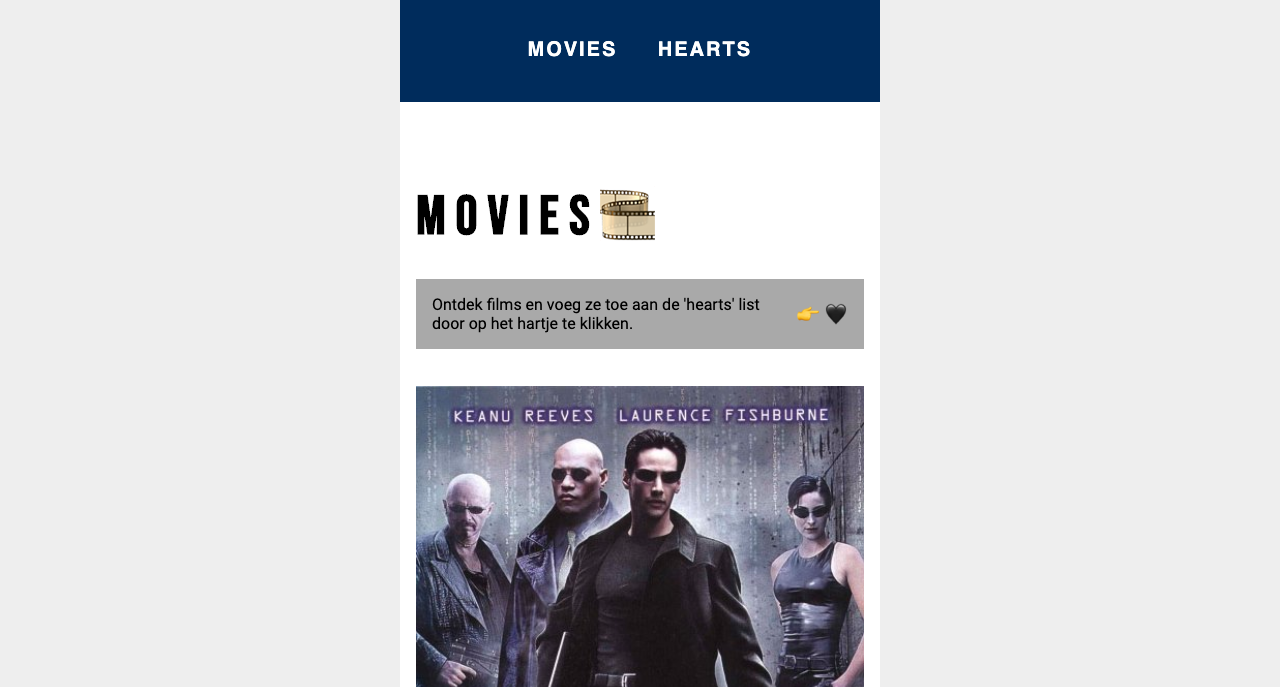 MOVIES HEARTS
MOVIES
Ontdek films en voeg ze toe aan de 'hearts' list
door op het hartje te klikken.
KEANU REEVES LAURENCE FISHBURNE